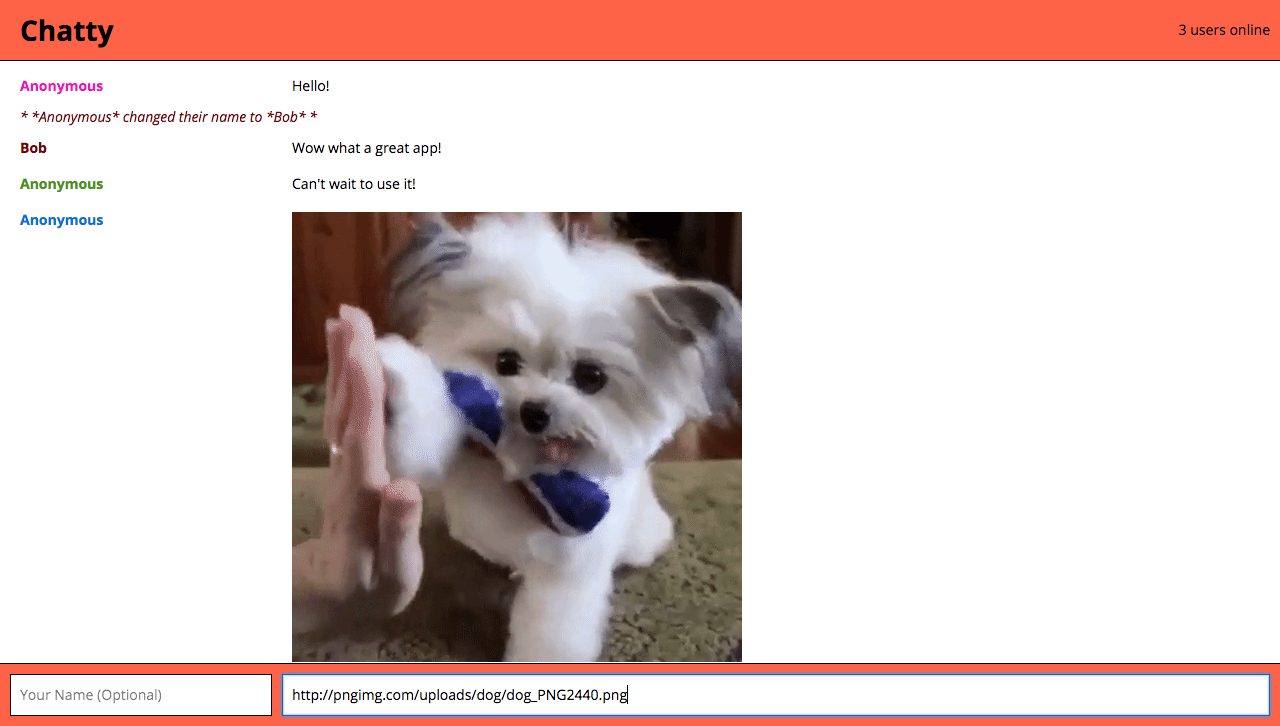 Chatty
3 users online
Anonymous Hello!
* *Anonymous* changed their name to *Bob* *
Bob Wow what a great app!
Anonymous Can't wait to use it!
Anonymous
Your Name (Optional) http://pngimg.com/uploads/dog/dog_PNG2440.png